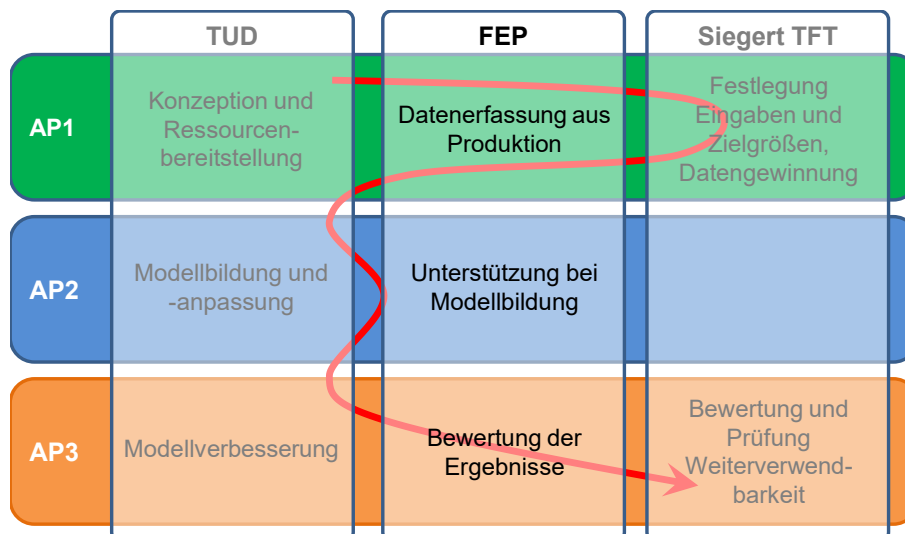 TUD
FEP
Siegert TFT
AP1
Konzeption und
Ressourcen-
bereitstellung
Datenerfassung aus
Produktion
Festlegung
Eingaben und
Zielgrößen,
Datengewinnung
AP2
Modellbildung und
-anpassung
Unterstützung bei
Modellbildung
AP3
Modellverbesserung
Bewertung der
Ergebnisse
Bewertung und
Prüfung
Weiterverwend-
barkeit